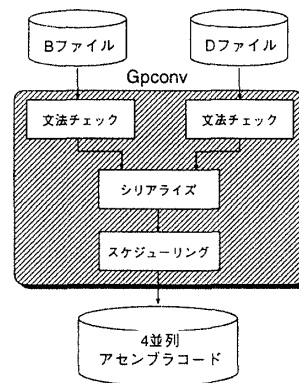 Bファイル
Dファイル
Gpconv
文法チェック
文法チェック
シリアライズ
スケジューリング
4並列
アセンブラコード